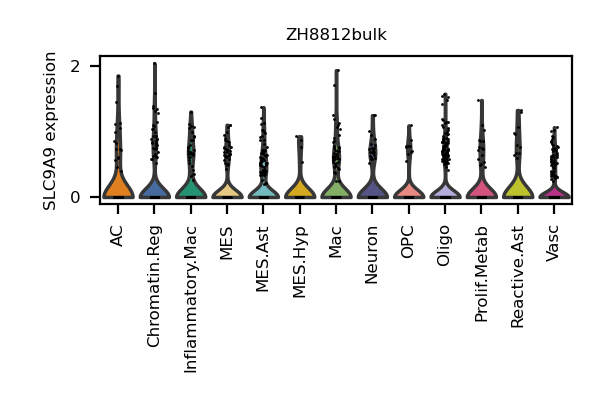 ZH8812bulk
SLC9A9 expression
2
0
AC
Chromatin.Reg
Inflammatory.Mac
MES
MES.Ast
MES.Hyp
Mac
Neuron
OPC
Oligo
Prolif.Metab
Reactive.Ast
Vasc